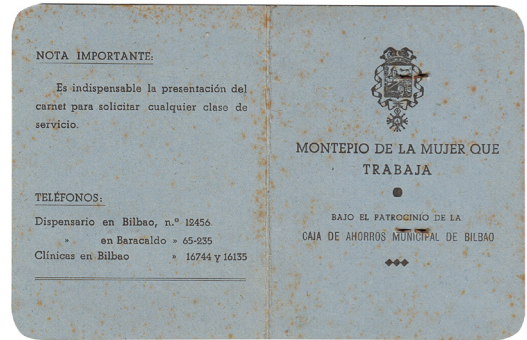 NOTA IMPORTANTE:
Es indispensable la presentación del
carnet para solicitar cualquier clase de
servicio.
TELÉFONOS:
Dispensario en Bilbao, n.º 12456
» en Baracaldo » 65-235
Clínicas en Bilbao » 16744 y 16135
MONTEPIO DE LA MUJER QUE
TRABAJA
BAJO EL PATROCINIO DE LA
CAJA DE AHORROS MUNICIPAL DE BILBAO